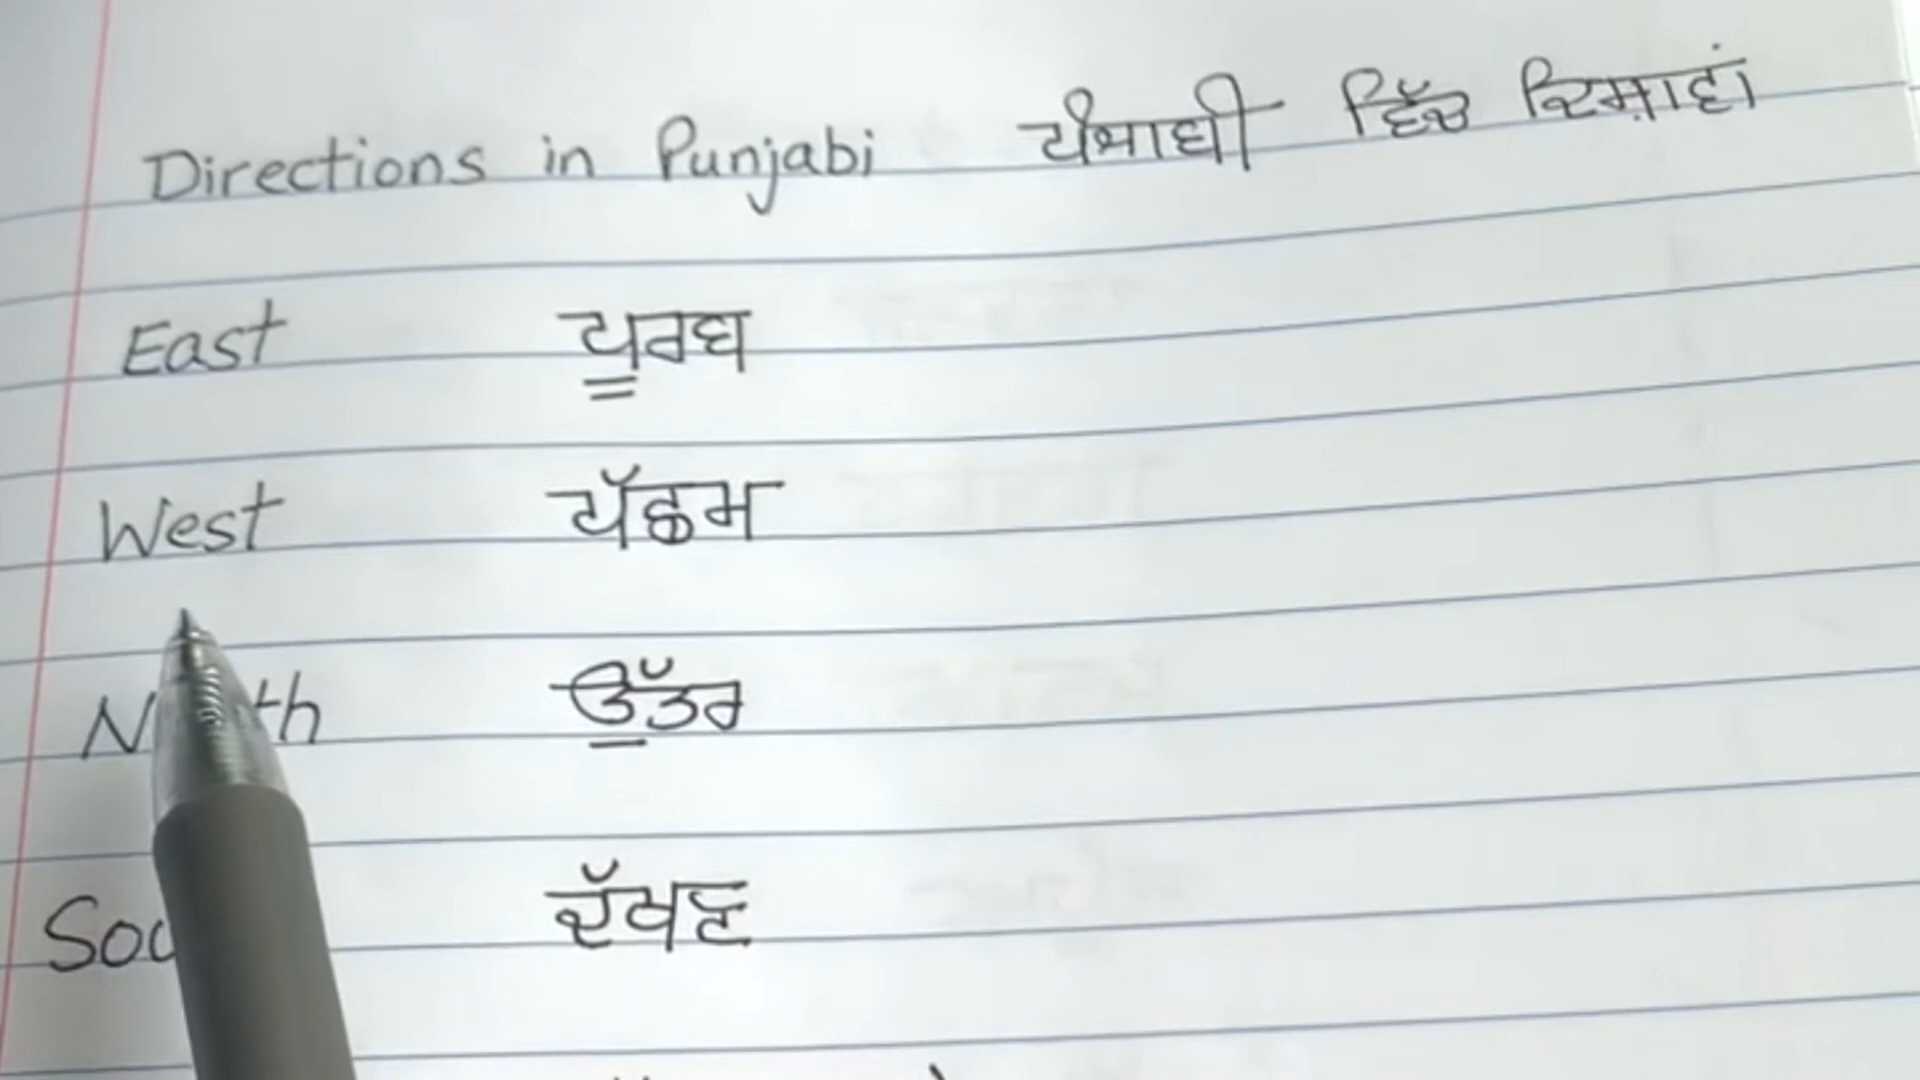 Directions in Punjabi ਪੰਜਾਬੀ ਵਿੱਚ ਦਿਸ਼ਾਵਾਂ
East ਪੂਰਬ
West ਪੱਛਮ
ਉੱਤਰ
ਦੱਖਣ